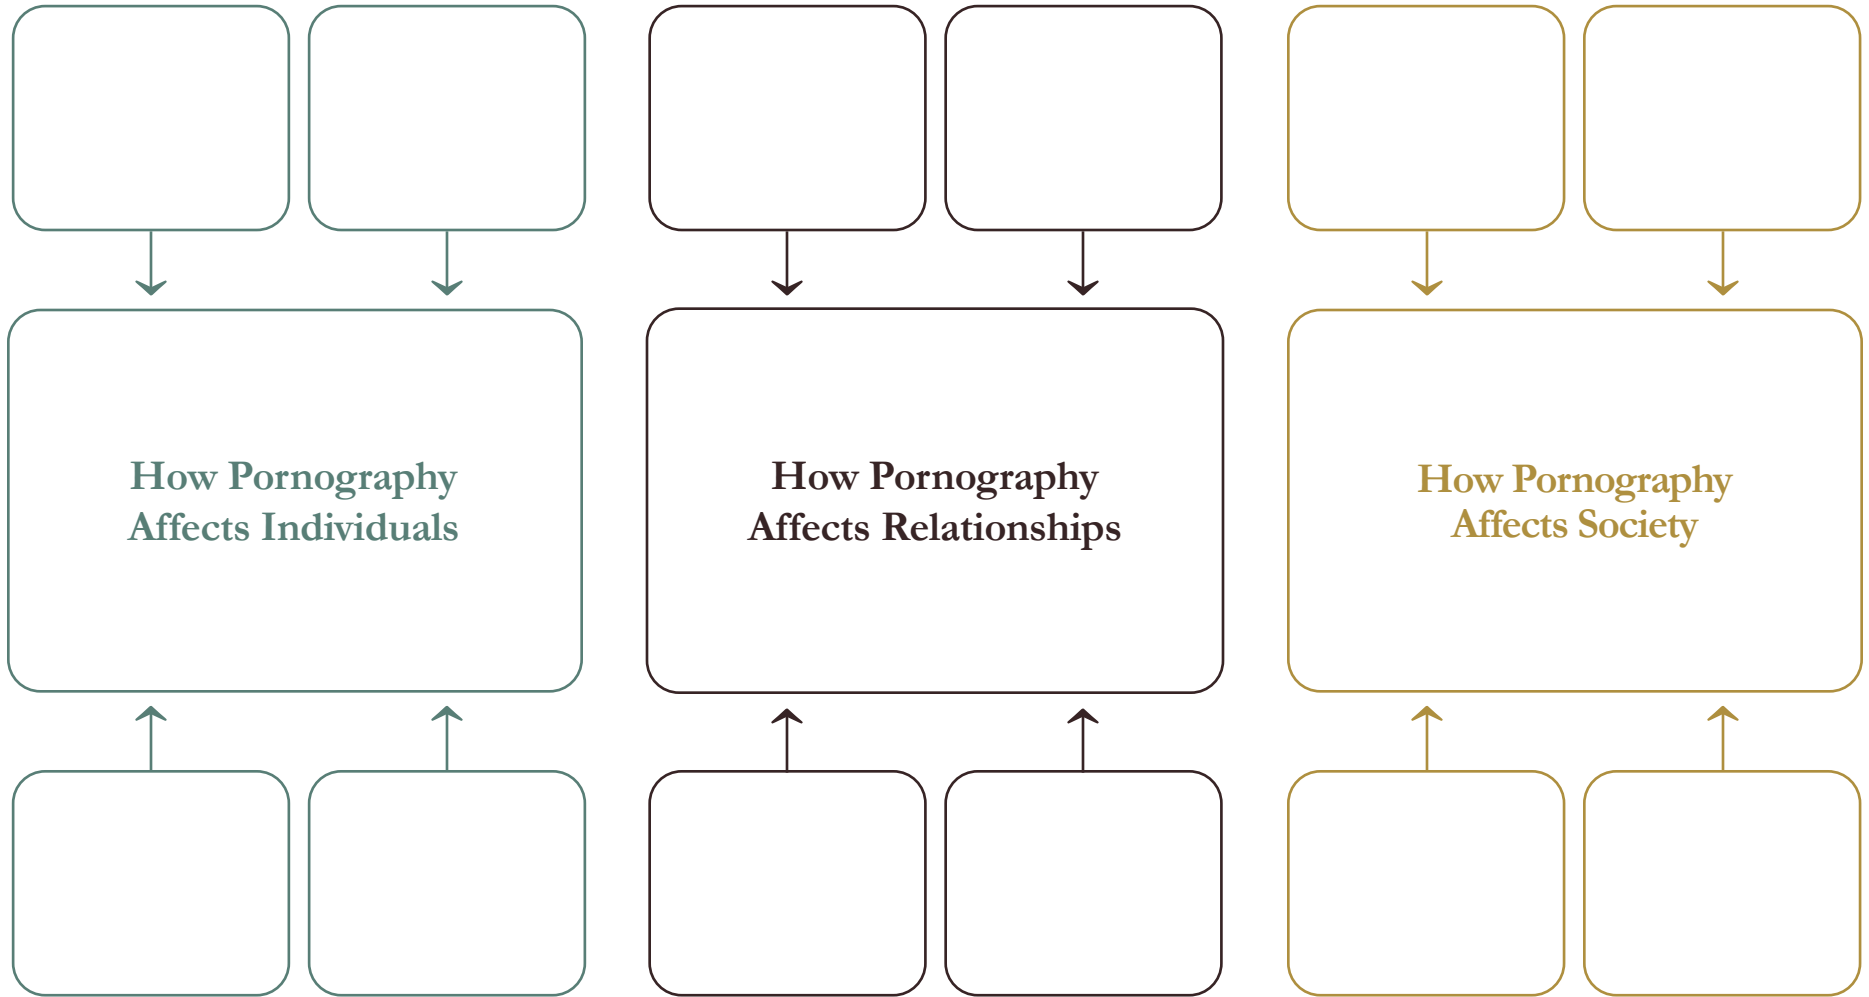 How Pornography
Affects Individuals
How Pornography
Affects Relationships
How Pornography
Affects Society